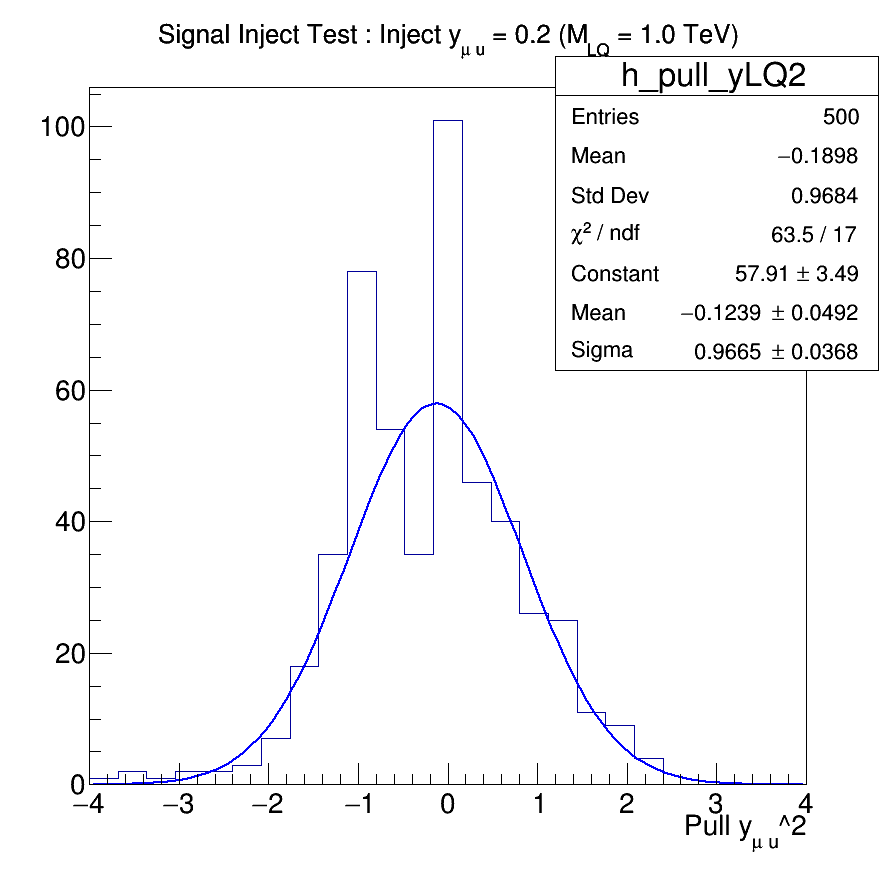 Signal Inject Test : Inject y_μ u = 0.2 (M_LQ = 1.0 TeV)
h_pull_yLQ2
Entries 500
Mean −0.1898
Std Dev 0.9684
χ² / ndf 63.5 / 17
Constant 57.91 ± 3.49
Mean −0.1239 ± 0.0492
Sigma 0.9665 ± 0.0368
100
80
60
40
20
0
−4 −3 −2 −1 0 1 2 3 4
Pull y_μ u^2